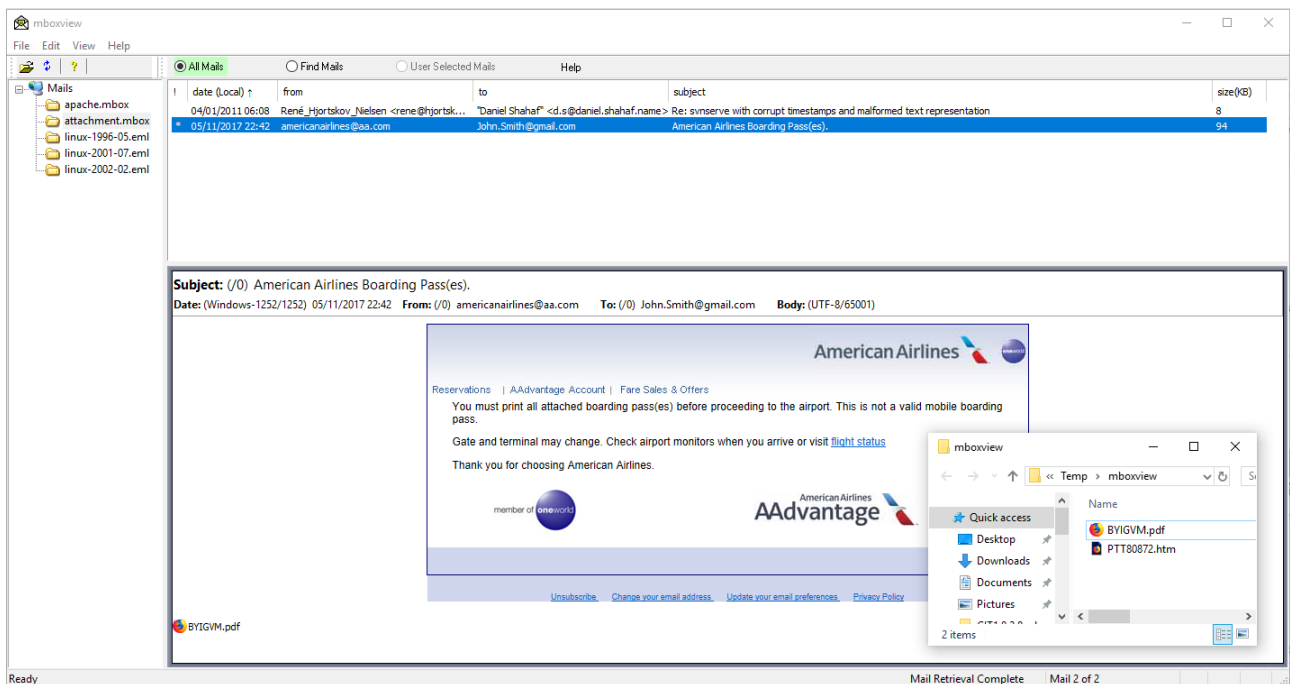 mboxview
File Edit View Help
All Mails Find Mails User Selected Mails Help
Mails
apache.mbox
attachment.mbox
linux-1996-05.eml
linux-2001-07.eml
linux-2002-02.eml
! date (Local) ↑ from to subject size(KB)
04/01/2011 06:08 René_Hjortskov_Nielsen <rene@hjortsk... "Daniel Shahaf" <d.s@daniel.shahaf.name> Re: svnserve with corrupt timestamps and malformed text representation 8
* 05/11/2017 22:42 americanairlines@aa.com John.Smith@gmail.com American Airlines Boarding Pass(es). 94
Subject: (/0) American Airlines Boarding Pass(es).
Date: (Windows-1252/1252) 05/11/2017 22:42 From: (/0) americanairlines@aa.com To: (/0) John.Smith@gmail.com Body: (UTF-8/65001)
American Airlines oneworld
Reservations | AAdvantage Account | Fare Sales & Offers
You must print all attached boarding pass(es) before proceeding to the airport. This is not a valid mobile boarding
pass.
Gate and terminal may change. Check airport monitors when you arrive or visit flight status
Thank you for choosing American Airlines.
member of oneworld
American Airlines
AAdvantage
Unsubscribe Change your email address Update your email preferences Privacy Policy
BYIGVM.pdf
mboxview
« Temp › mboxview
Name
Quick access
Desktop
Downloads
Documents
Pictures
BYIGVM.pdf
PTT80872.htm
2 items
Ready Mail Retrieval Complete Mail 2 of 2